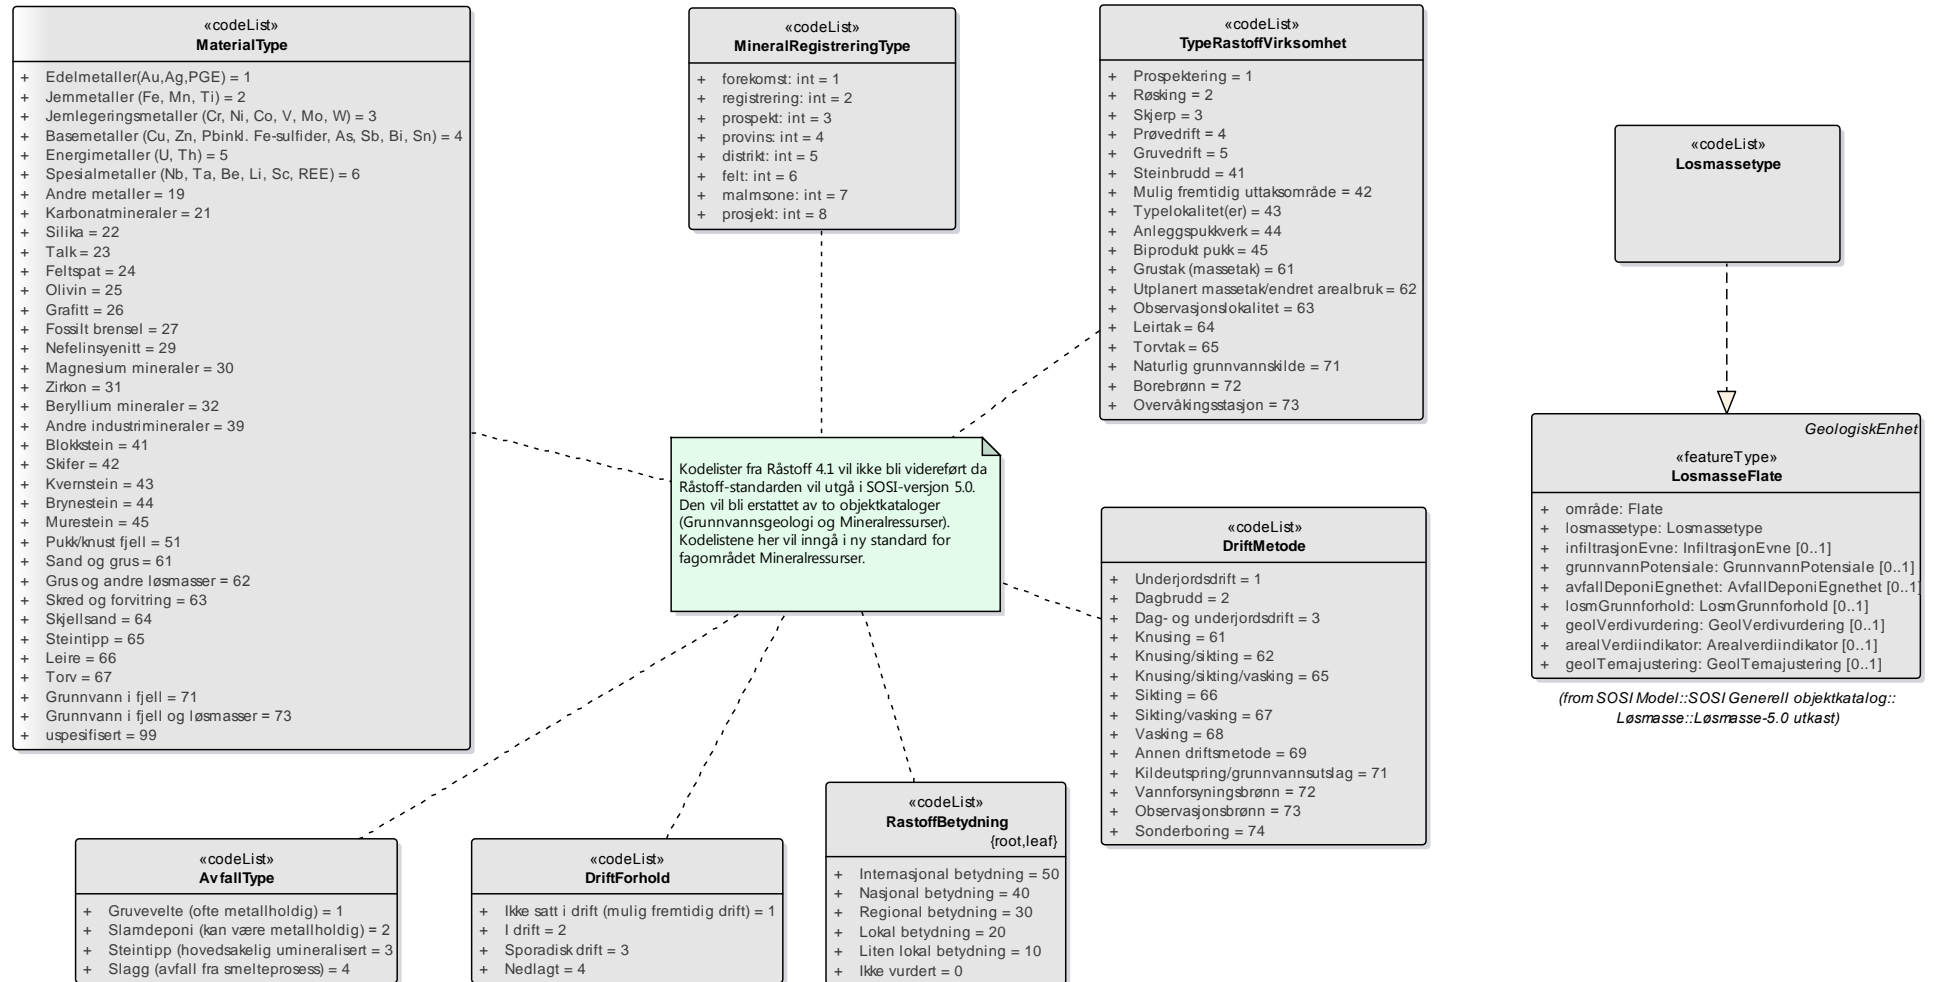 «codeList»
MaterialType
+ Edelmetaller(Au,Ag,PGE) = 1
+ Jernmetaller (Fe, Mn, Ti) = 2
+ Jernlegeringsmetaller (Cr, Ni, Co, V, Mo, W) = 3
+ Basemetaller (Cu, Zn, Pbinkl. Fe-sulfider, As, Sb, Bi, Sn) = 4
+ Energimetaller (U, Th) = 5
+ Spesialmetaller (Nb, Ta, Be, Li, Sc, REE) = 6
+ Andre metaller = 19
+ Karbonatmineraler = 21
+ Silika = 22
+ Talk = 23
+ Feltspat = 24
+ Olivin = 25
+ Grafitt = 26
+ Fossilt brensel = 27
+ Nefelinsyenitt = 29
+ Magnesium mineraler = 30
+ Zirkon = 31
+ Beryllium mineraler = 32
+ Andre industrimineraler = 39
+ Blokkstein = 41
+ Skifer = 42
+ Kvernstein = 43
+ Brynestein = 44
+ Murestein = 45
+ Pukk/knust fjell = 51
+ Sand og grus = 61
+ Grus og andre løsmasser = 62
+ Skred og forvitring = 63
+ Skjellsand = 64
+ Steintipp = 65
+ Leire = 66
+ Torv = 67
+ Grunnvann i fjell = 71
+ Grunnvann i fjell og løsmasser = 73
+ uspesifisert = 99
«codeList»
MineralRegistreringType
+ forekomst: int = 1
+ registrering: int = 2
+ prospekt: int = 3
+ provins: int = 4
+ distrikt: int = 5
+ felt: int = 6
+ malmsone: int = 7
+ prosjekt: int = 8
«codeList»
TypeRastoffVirksomhet
+ Prospektering = 1
+ Røsking = 2
+ Skjerp = 3
+ Prøvedrift = 4
+ Gruvedrift = 5
+ Steinbrudd = 41
+ Mulig fremtidig uttaksområde = 42
+ Typelokalitet(er) = 43
+ Anleggspukkverk = 44
+ Biprodukt pukk = 45
+ Grustak (massetak) = 61
+ Utplanert massetak/endret arealbruk = 62
+ Observasjonslokalitet = 63
+ Leirtak = 64
+ Torvtak = 65
+ Naturlig grunnvannskilde = 71
+ Borebrønn = 72
+ Overvåkingsstasjon = 73
«codeList»
Losmassetype
GeologiskEnhet
«featureType»
LosmasseFlate
+ område: Flate
+ losmassetype: Losmassetype
+ infiltrasjonEvne: InfiltrasjonEvne [0..1]
+ grunnvannPotensiale: GrunnvannPotensiale [0..1]
+ avfallDeponiEgnethet: AvfallDeponiEgnethet [0..1]
+ losmGrunnforhold: LosmGrunnforhold [0..1]
+ geolVerdivurdering: GeolVerdivurdering [0..1]
+ arealVerdiindikator: Arealverdiindikator [0..1]
+ geolTemajustering: GeolTemajustering [0..1]
(from SOSI Model::SOSI Generell objektkatalog::
Løsmasse::Løsmasse-5.0 utkast)
Kodelister fra Råstoff 4.1 vil ikke bli videreført da
Råstoff-standarden vil utgå i SOSI-versjon 5.0.
Den vil bli erstattet av to objektkataloger
(Grunnvannsgeologi og Mineralressurser).
Kodelistene her vil inngå i ny standard for
fagområdet Mineralressurser.
«codeList»
DriftMetode
+ Underjordsdrift = 1
+ Dagbrudd = 2
+ Dag- og underjordsdrift = 3
+ Knusing = 61
+ Knusing/sikting = 62
+ Knusing/sikting/vasking = 65
+ Sikting = 66
+ Sikting/vasking = 67
+ Vasking = 68
+ Annen driftsmetode = 69
+ Kildeutspring/grunnvannsutslag = 71
+ Vannforsyningsbrønn = 72
+ Observasjonsbrønn = 73
+ Sonderboring = 74
«codeList»
AvfallType
+ Gruvevelte (ofte metallholdig) = 1
+ Slamdeponi (kan være metallholdig) = 2
+ Steintipp (hovedsakelig umineralisert = 3
+ Slagg (avfall fra smelteprosess) = 4
«codeList»
DriftForhold
+ Ikke satt i drift (mulig fremtidig drift) = 1
+ I drift = 2
+ Sporadisk drift = 3
+ Nedlagt = 4
«codeList»
RastoffBetydning
{root,leaf}
+ Internasjonal betydning = 50
+ Nasjonal betydning = 40
+ Regional betydning = 30
+ Lokal betydning = 20
+ Liten lokal betydning = 10
+ Ikke vurdert = 0